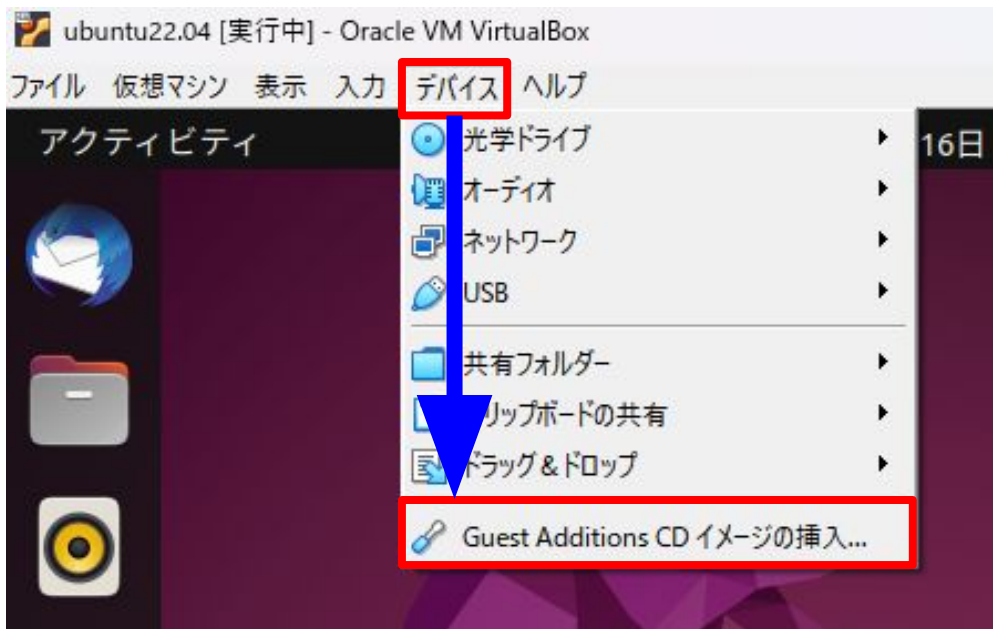 ubuntu22.04 [実行中] - Oracle VM VirtualBox
ファイル 仮想マシン 表示 入力 デバイス ヘルプ
アクティビティ
16日
光学ドライブ
オーディオ
ネットワーク
USB
共有フォルダー
リップボードの共有
ドラッグ & ドロップ
Guest Additions CD イメージの挿入...